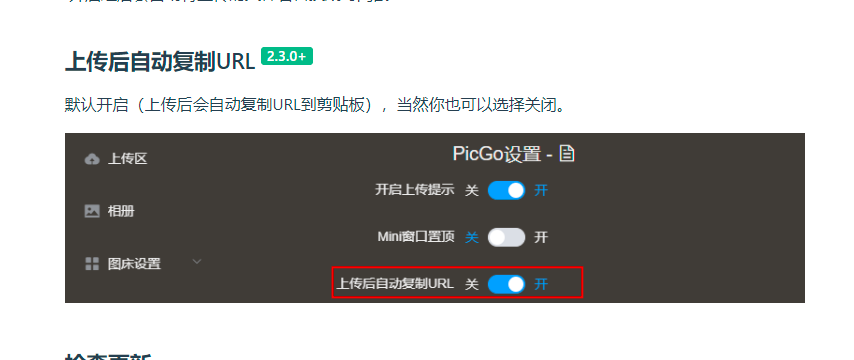 上传后自动复制URL 2.3.0+
默认开启（上传后会自动复制URL到剪贴板），当然你也可以选择关闭。
PicGo设置 -
上传区
开启上传提示 关 开
相册
Mini窗口置顶 关 开
图床设置
上传后自动复制URL 关 开